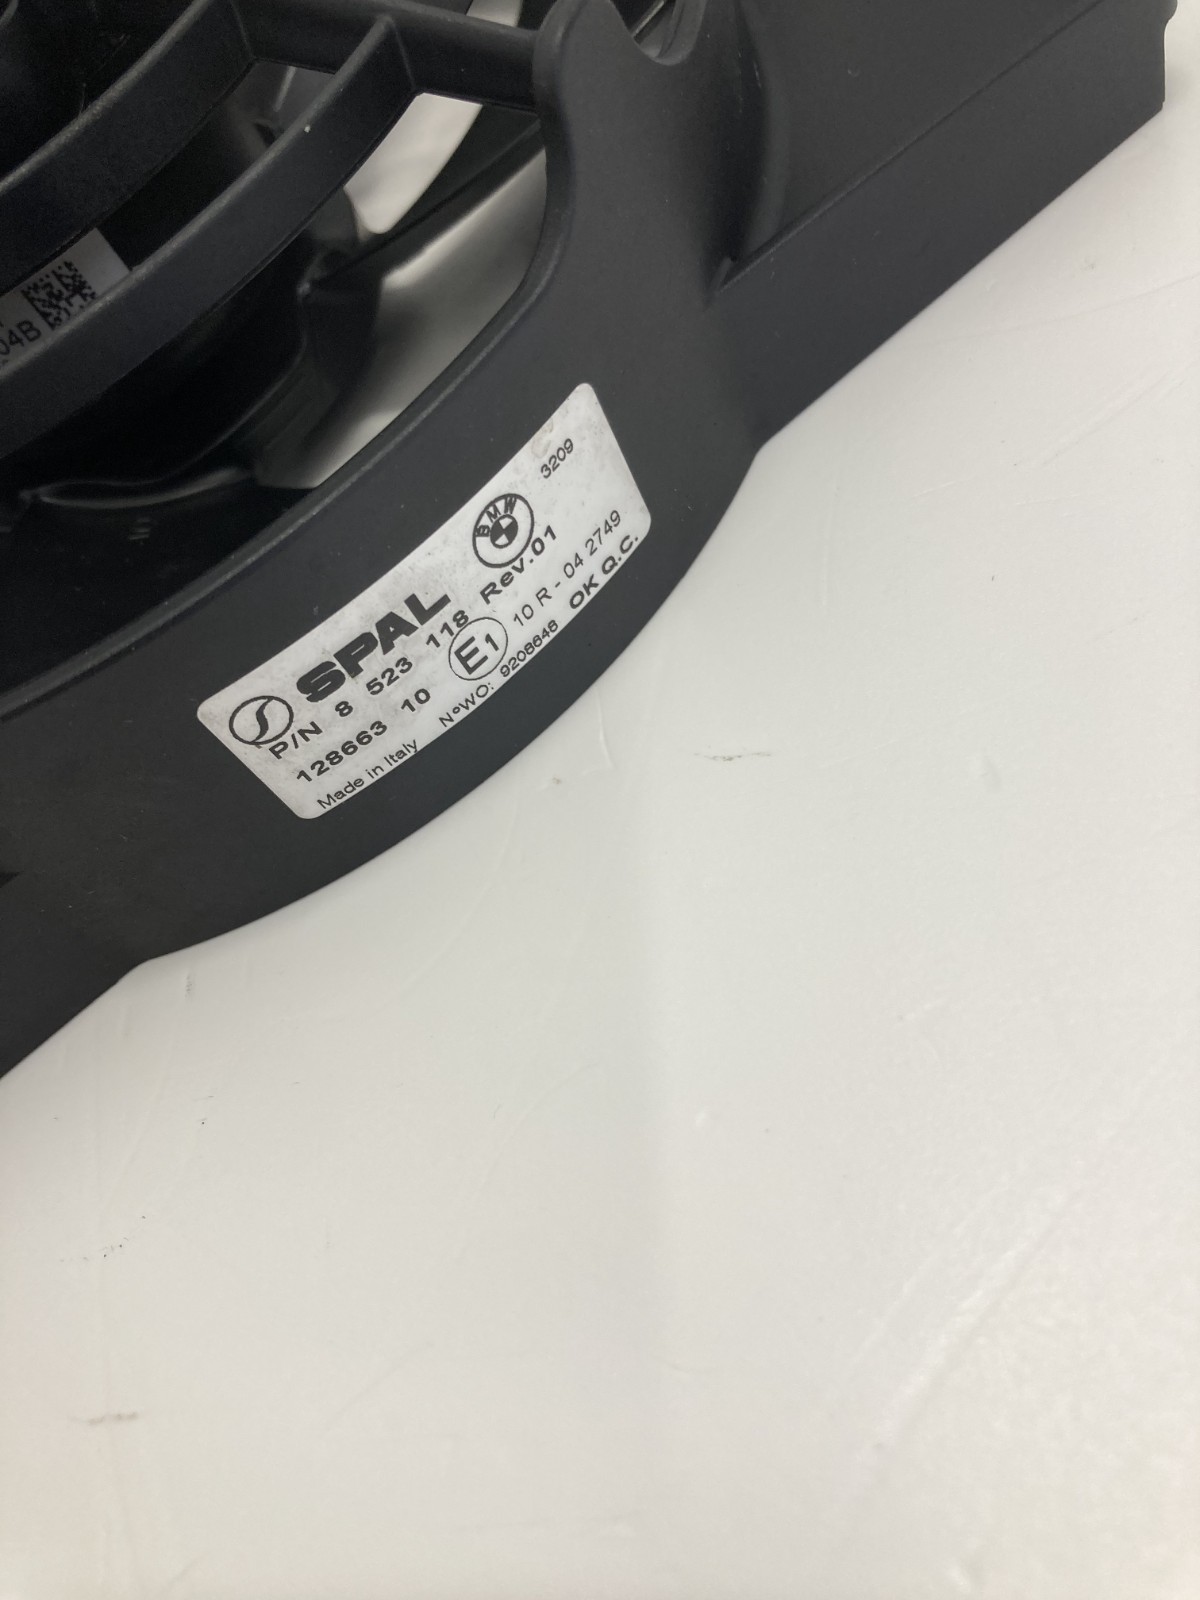 04B
BMW
3209
SPAL
P/N 8 523 118 Rev.01
128663 10 E1 10 R - 04 2749
Made in Italy N°WO: 9208648 OK Q.C.